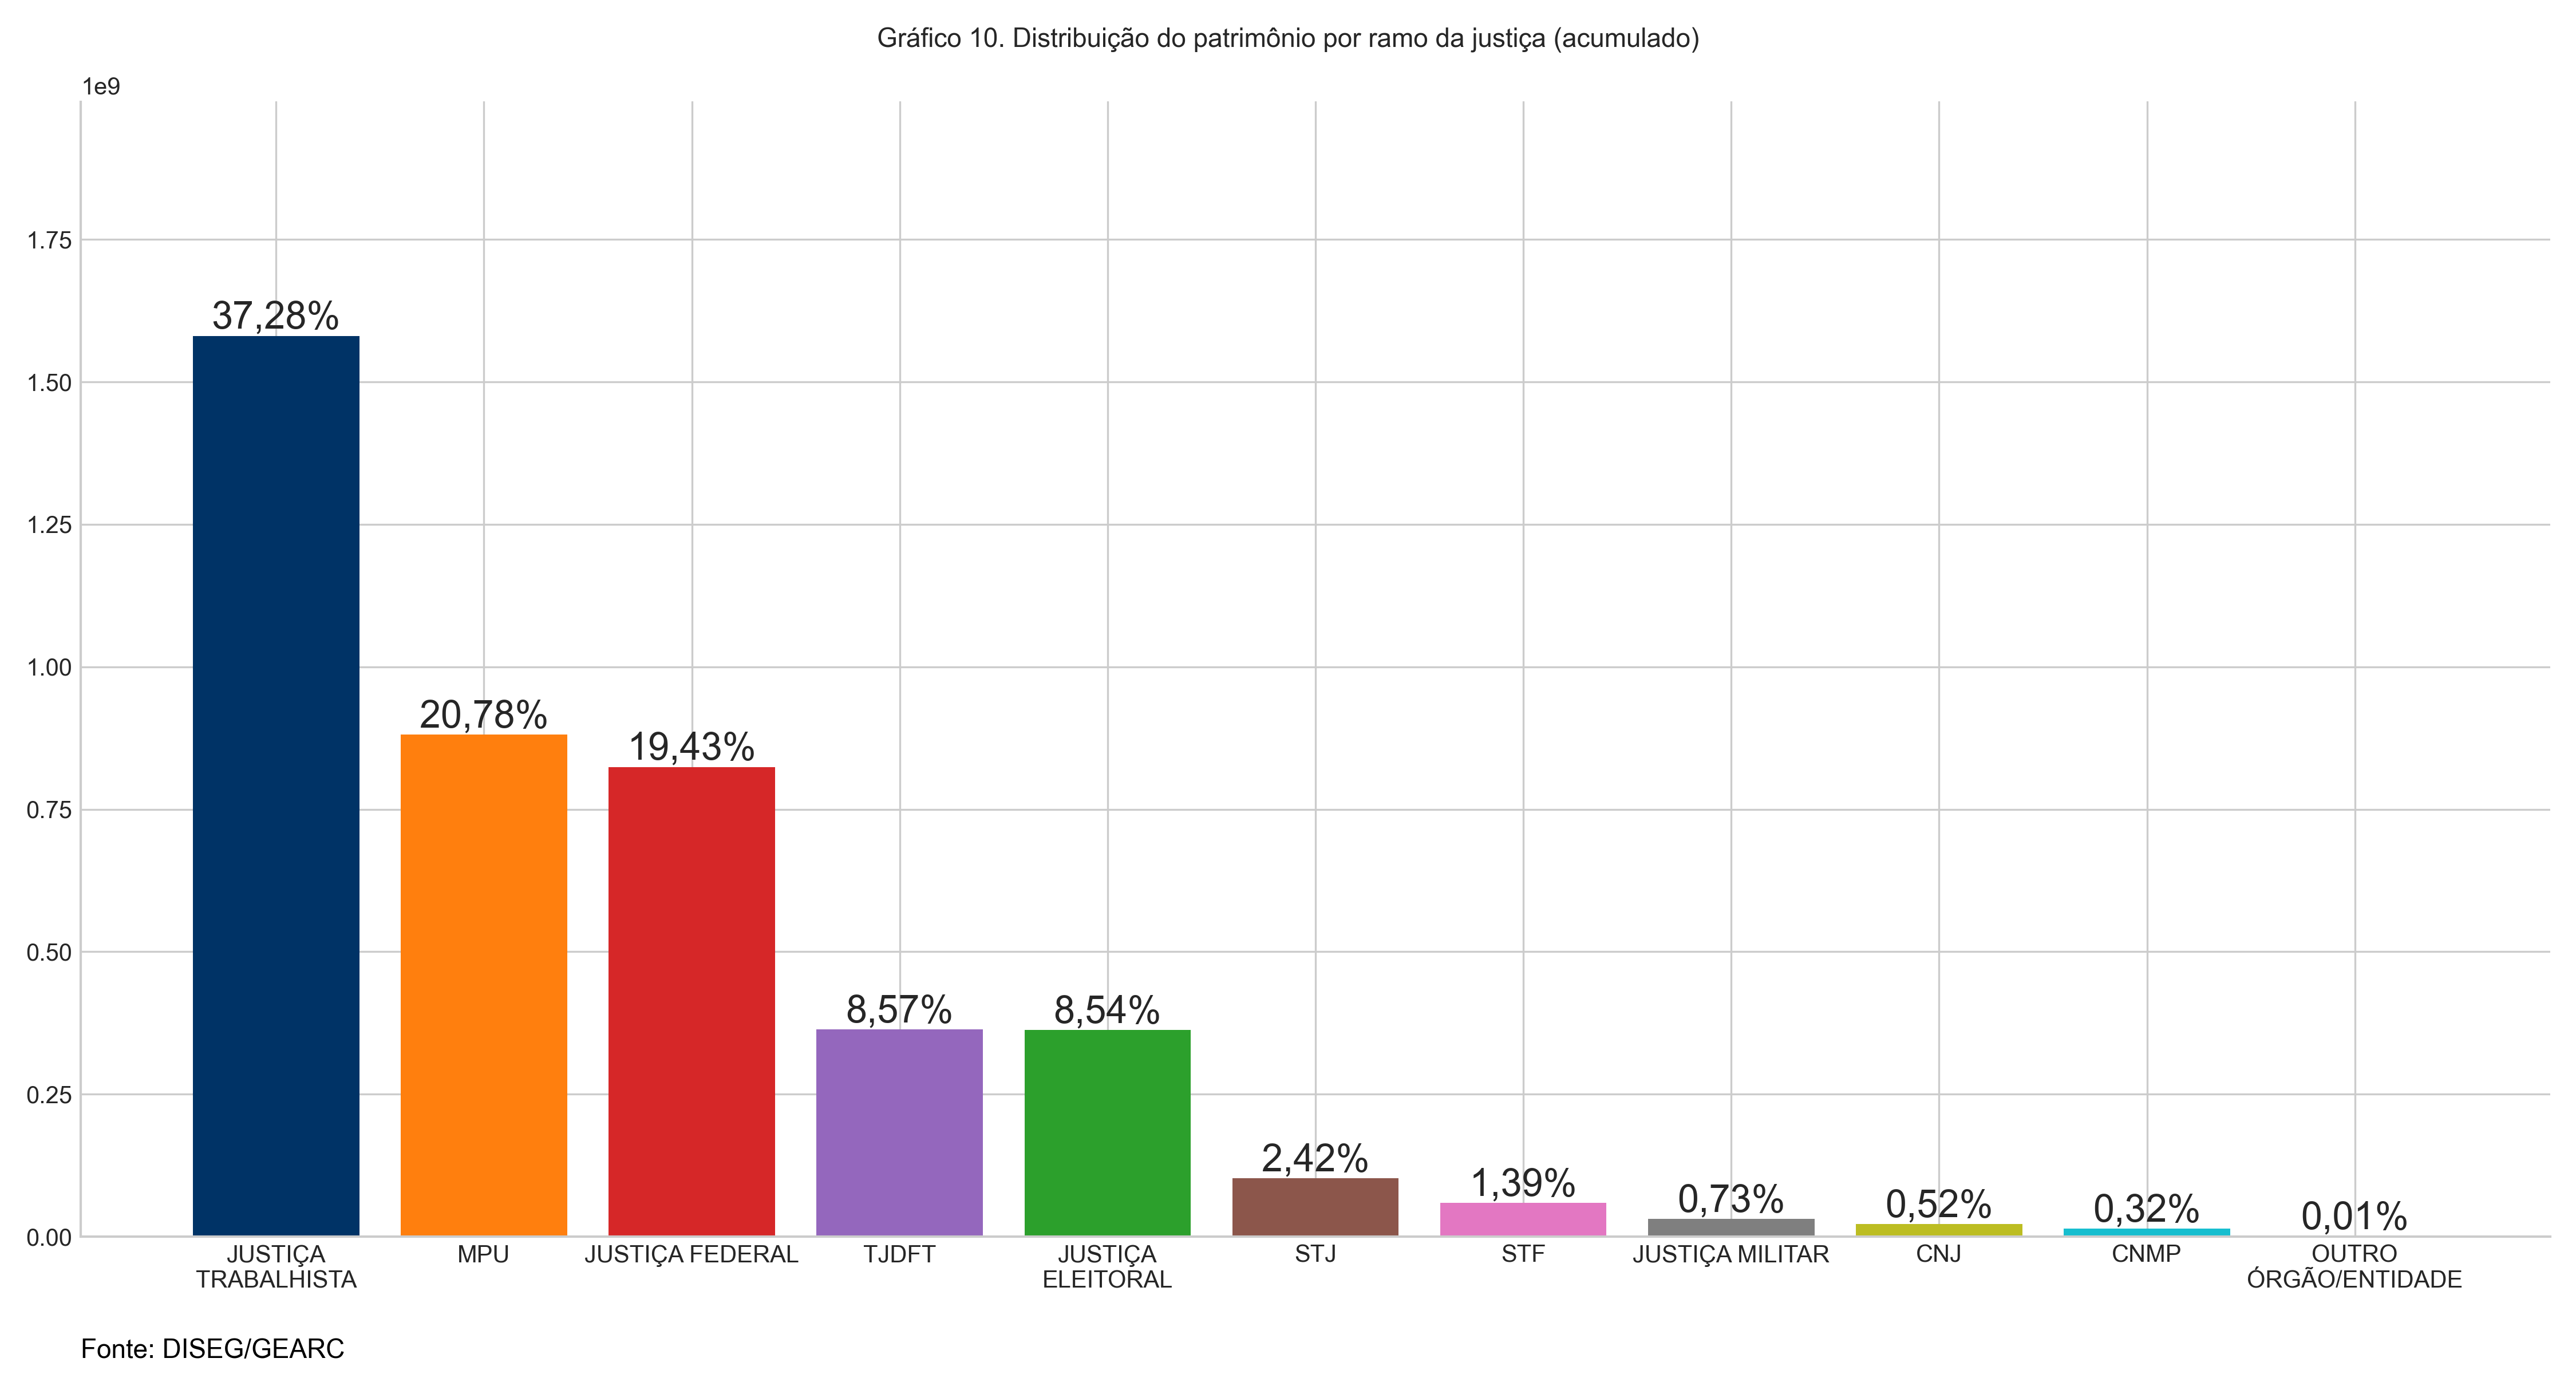 Gráfico 10. Distribuição do patrimônio por ramo da justiça (acumulado)
1e9
1.75
1.50
1.25
1.00
0.75
0.50
0.25
0.00
37,28%
20,78%
19,43%
8,57%
8,54%
2,42%
1,39%
0,73%
0,52%
0,32%
0,01%
JUSTIÇA
TRABALHISTA
MPU
JUSTIÇA FEDERAL
TJDFT
JUSTIÇA
ELEITORAL
STJ
STF
JUSTIÇA MILITAR
CNJ
CNMP
OUTRO
ÓRGÃO/ENTIDADE
Fonte: DISEG/GEARC